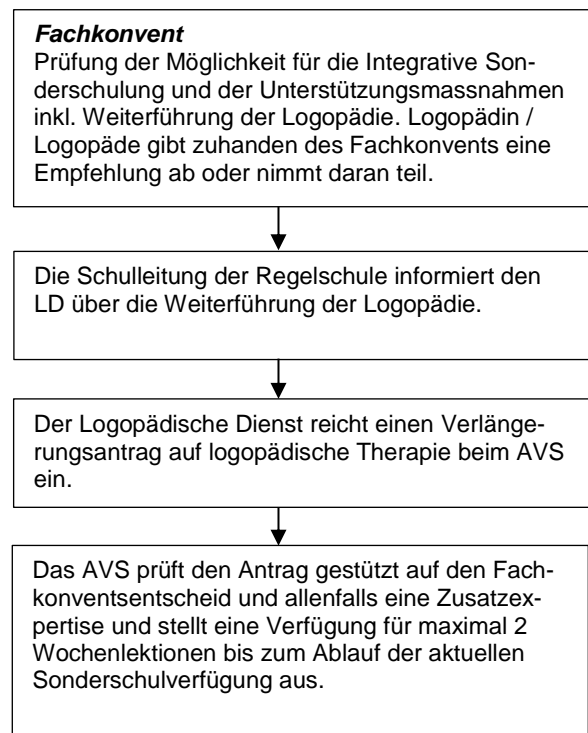 Fachkonvent
Prüfung der Möglichkeit für die Integrative Son-
derschulung und der Unterstützungsmassnahmen
inkl. Weiterführung der Logopädie. Logopädin /
Logopäde gibt zuhanden des Fachkonvents eine
Empfehlung ab oder nimmt daran teil.
Die Schulleitung der Regelschule informiert den
LD über die Weiterführung der Logopädie.
Der Logopädische Dienst reicht einen Verlänge-
rungsantrag auf logopädische Therapie beim AVS
ein.
Das AVS prüft den Antrag gestützt auf den Fach-
konventsentscheid und allenfalls eine Zusatzex-
pertise und stellt eine Verfügung für maximal 2
Wochenlektionen bis zum Ablauf der aktuellen
Sonderschulverfügung aus.